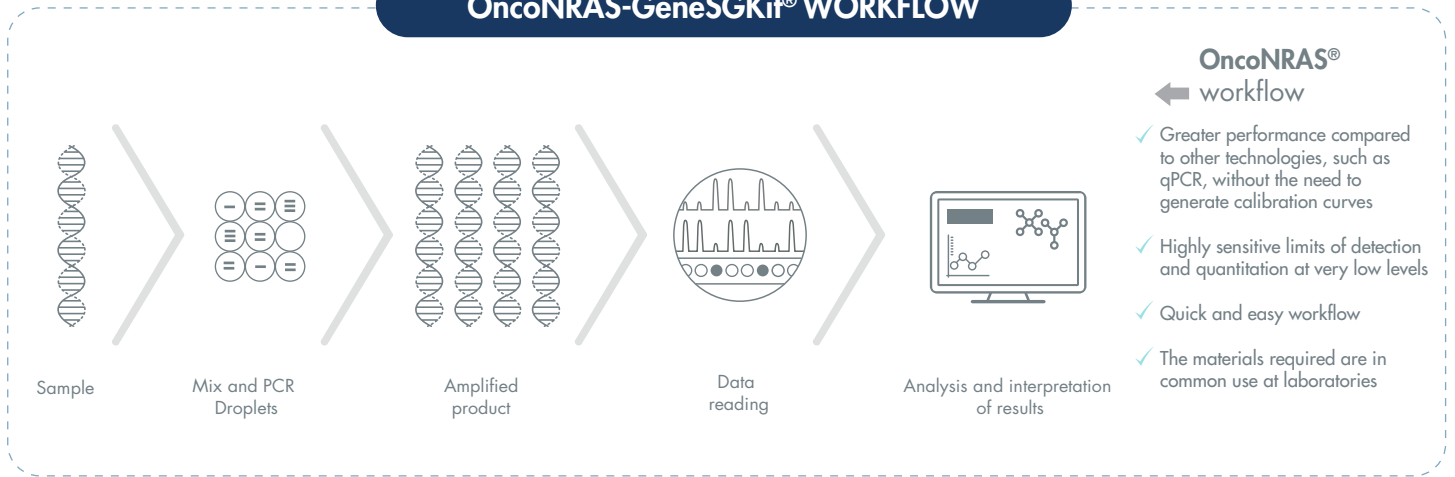 OncoNRAS-GeneSGKit® WORKFLOW
OncoNRAS®
workflow
Greater performance compared
to other technologies, such as
qPCR, without the need to
generate calibration curves
Highly sensitive limits of detection
and quantitation at very low levels
Quick and easy workflow
The materials required are in
common use at laboratories
Sample
Mix and PCR
Droplets
Amplified
product
Data
reading
Analysis and interpretation
of results